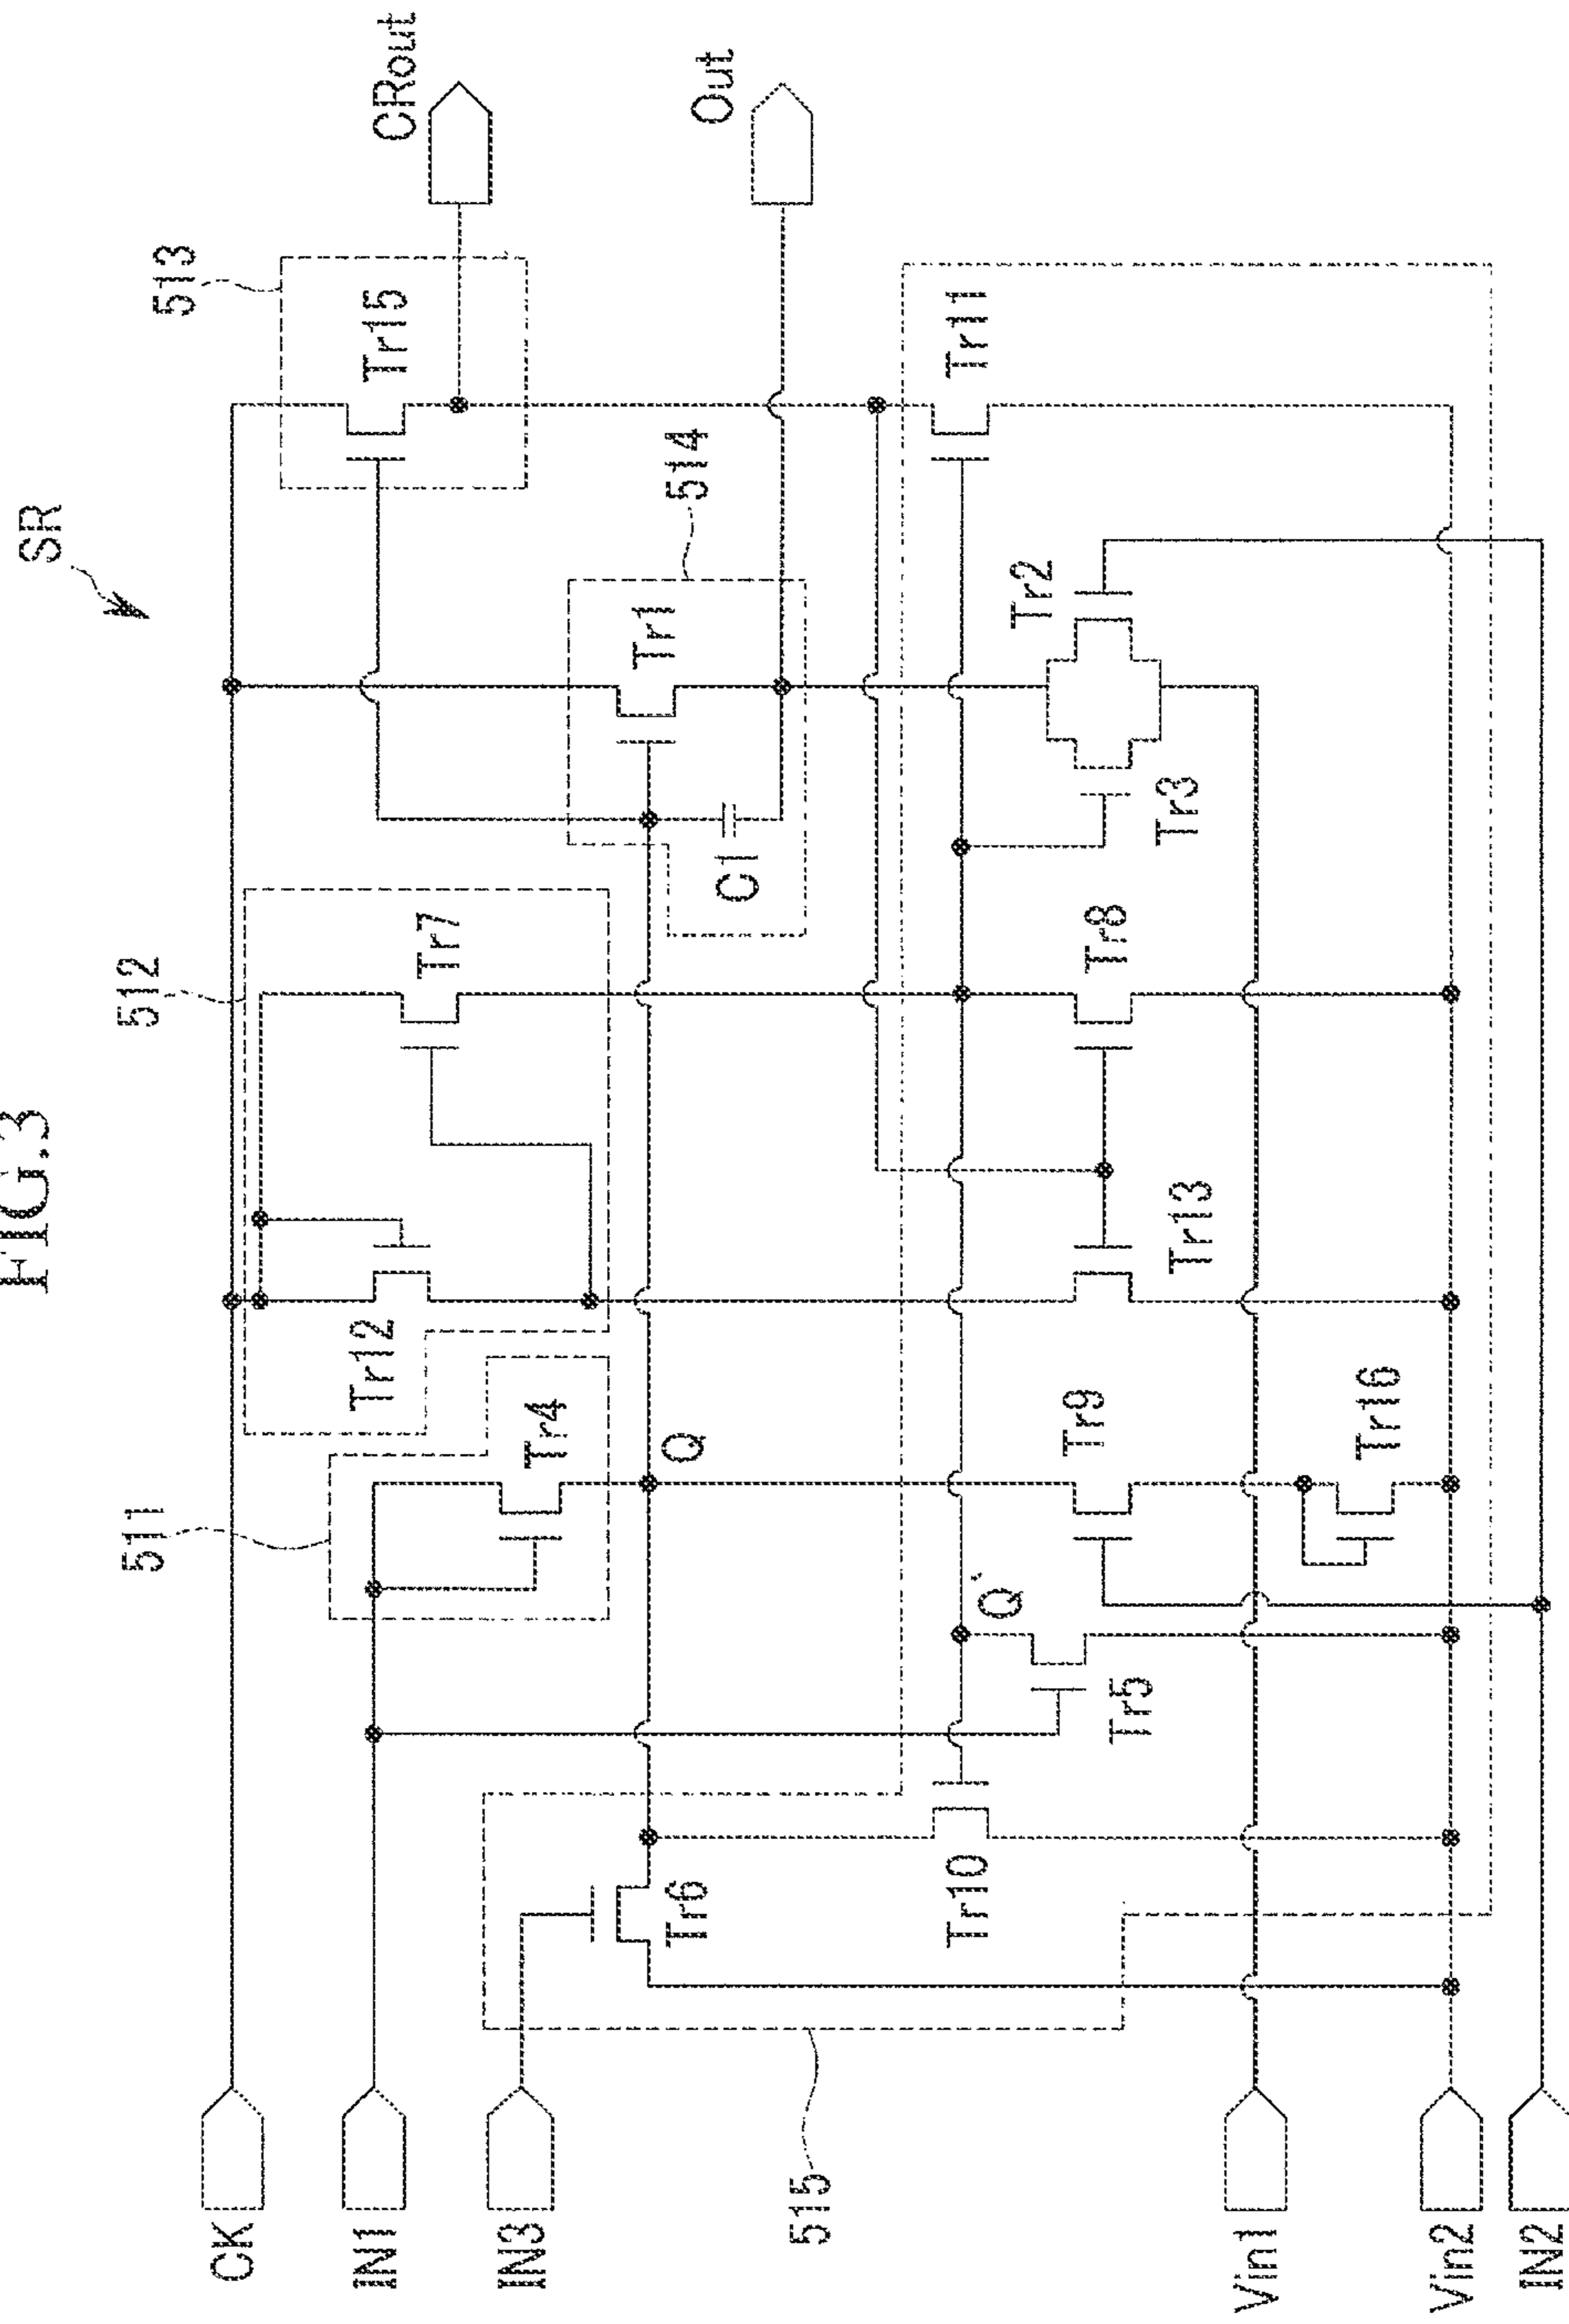 FIG.3
SR
511
512
513
CK
CRout
Tr12
Tr7
Tr15
IN1
Tr4
514
Tr1
IN3
Q
C1
Out
Tr6
Q'
Tr10
Tr5
Tr9
Tr13
Tr8
Tr3
Tr2
Tr11
515
Tr16
Vin1
Vin2
IN2